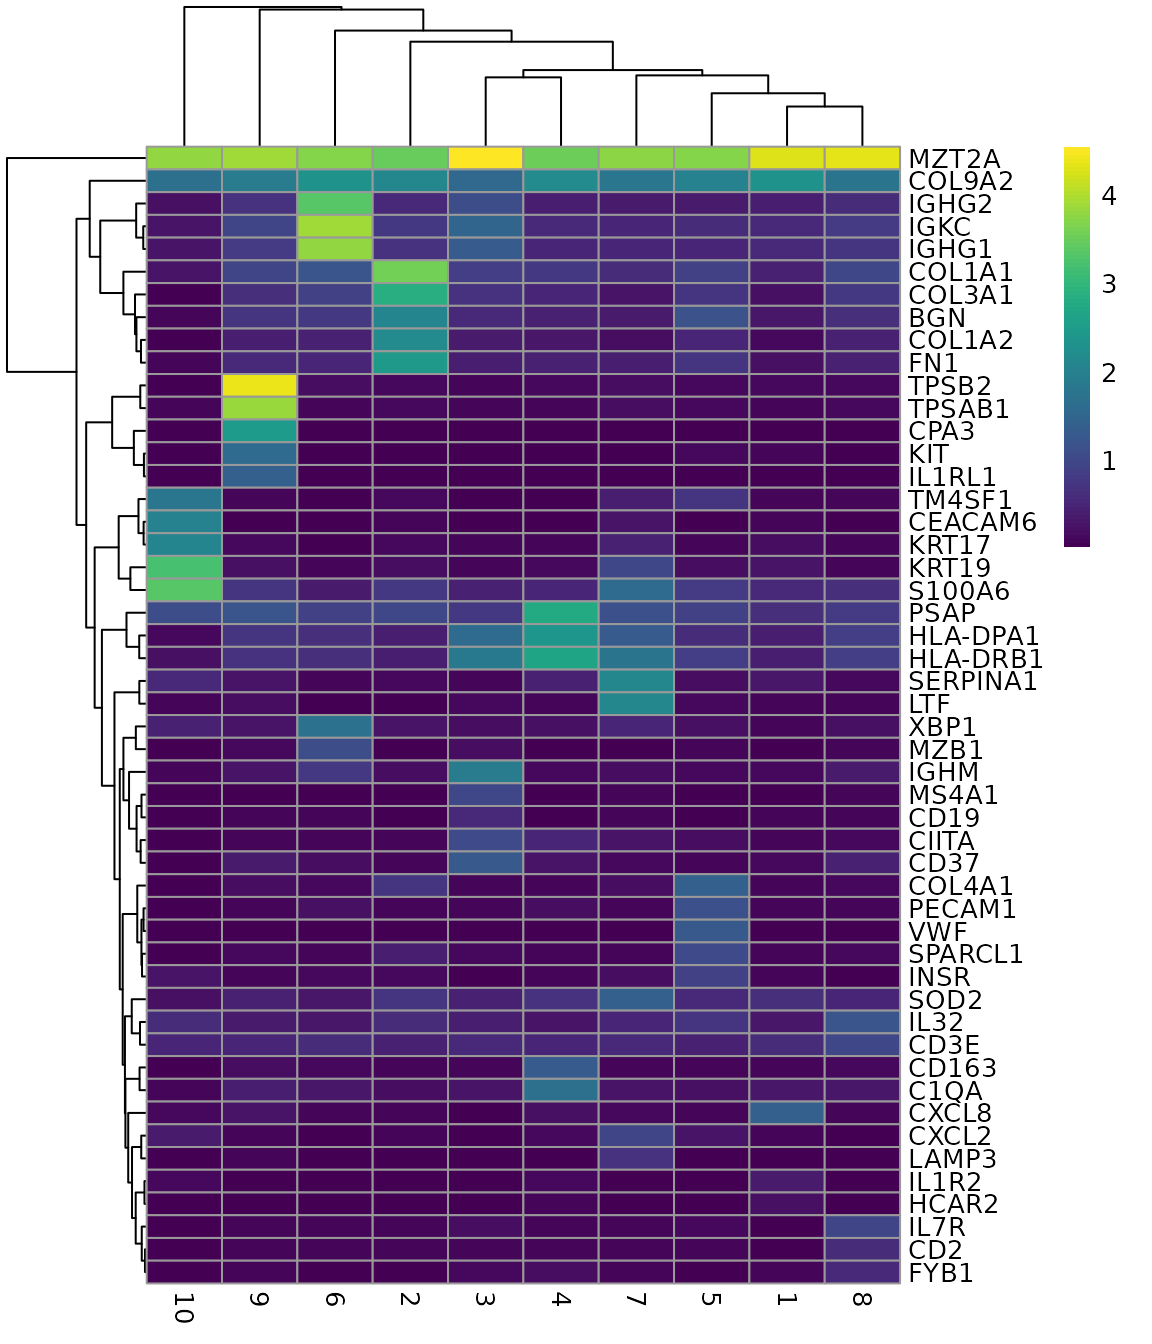 MZT2A
COL9A2
IGHG2
IGKC
IGHG1
COL1A1
COL3A1
BGN
COL1A2
FN1
TPSB2
TPSAB1
CPA3
KIT
IL1RL1
TM4SF1
CEACAM6
KRT17
KRT19
S100A6
PSAP
HLA-DPA1
HLA-DRB1
SERPINA1
LTF
XBP1
MZB1
IGHM
MS4A1
CD19
CIITA
CD37
COL4A1
PECAM1
VWF
SPARCL1
INSR
SOD2
IL32
CD3E
CD163
C1QA
CXCL8
CXCL2
LAMP3
IL1R2
HCAR2
IL7R
CD2
FYB1
4
3
2
1
10 9 6 2 3 4 7 5 1 8